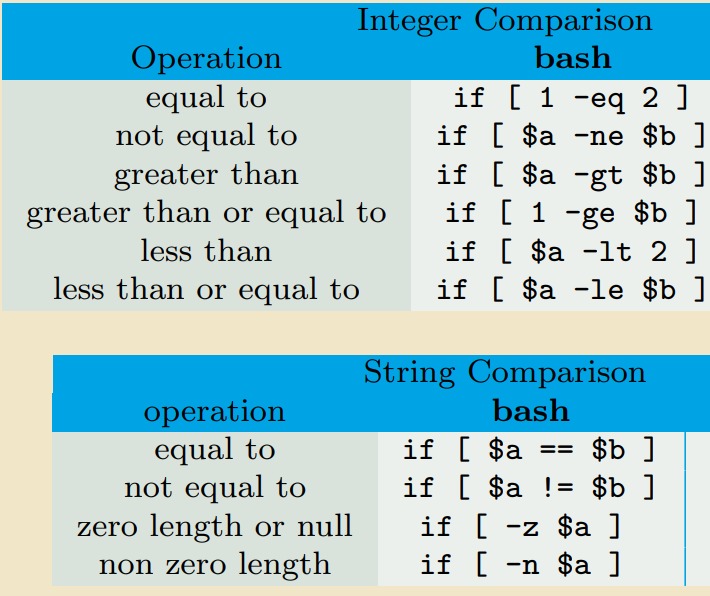 Integer Comparison
Operation bash
equal to if [ 1 -eq 2 ]
not equal to if [ $a -ne $b ]
greater than if [ $a -gt $b ]
greater than or equal to if [ 1 -ge $b ]
less than if [ $a -lt 2 ]
less than or equal to if [ $a -le $b ]
String Comparison
operation bash
equal to if [ $a == $b ]
not equal to if [ $a != $b ]
zero length or null if [ -z $a ]
non zero length if [ -n $a ]